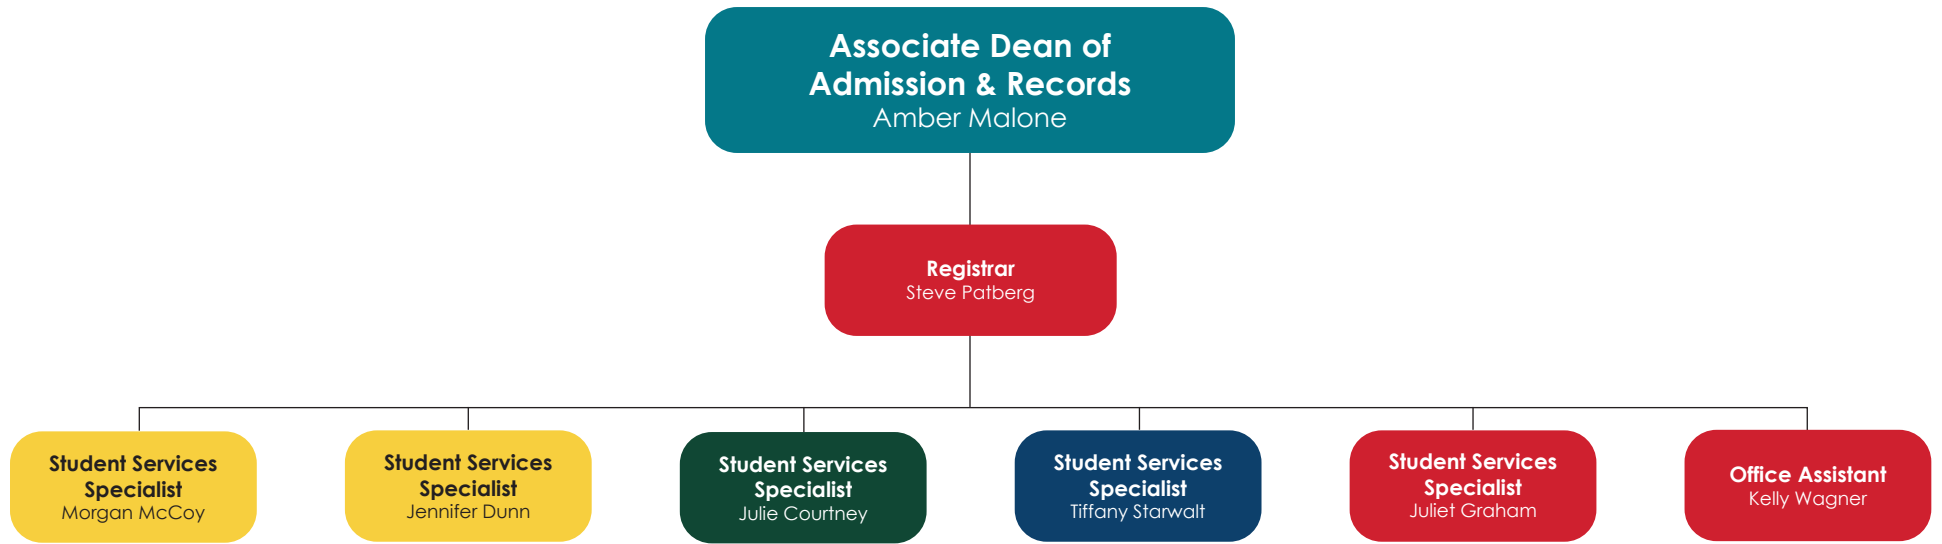 Associate Dean of
Admission & Records
Amber Malone
Registrar
Steve Patberg
Student Services
Specialist
Morgan McCoy
Student Services
Specialist
Jennifer Dunn
Student Services
Specialist
Julie Courtney
Student Services
Specialist
Tiffany Starwalt
Student Services
Specialist
Juliet Graham
Office Assistant
Kelly Wagner